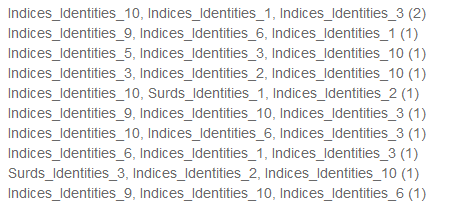 Indices_Identities_10, Indices_Identities_1, Indices_Identities_3 (2)
Indices_Identities_9, Indices_Identities_6, Indices_Identities_1 (1)
Indices_Identities_5, Indices_Identities_3, Indices_Identities_10 (1)
Indices_Identities_3, Indices_Identities_2, Indices_Identities_10 (1)
Indices_Identities_10, Surds_Identities_1, Indices_Identities_2 (1)
Indices_Identities_9, Indices_Identities_10, Indices_Identities_3 (1)
Indices_Identities_10, Indices_Identities_6, Indices_Identities_3 (1)
Indices_Identities_6, Indices_Identities_1, Indices_Identities_3 (1)
Surds_Identities_3, Indices_Identities_2, Indices_Identities_10 (1)
Indices_Identities_9, Indices_Identities_10, Indices_Identities_6 (1)